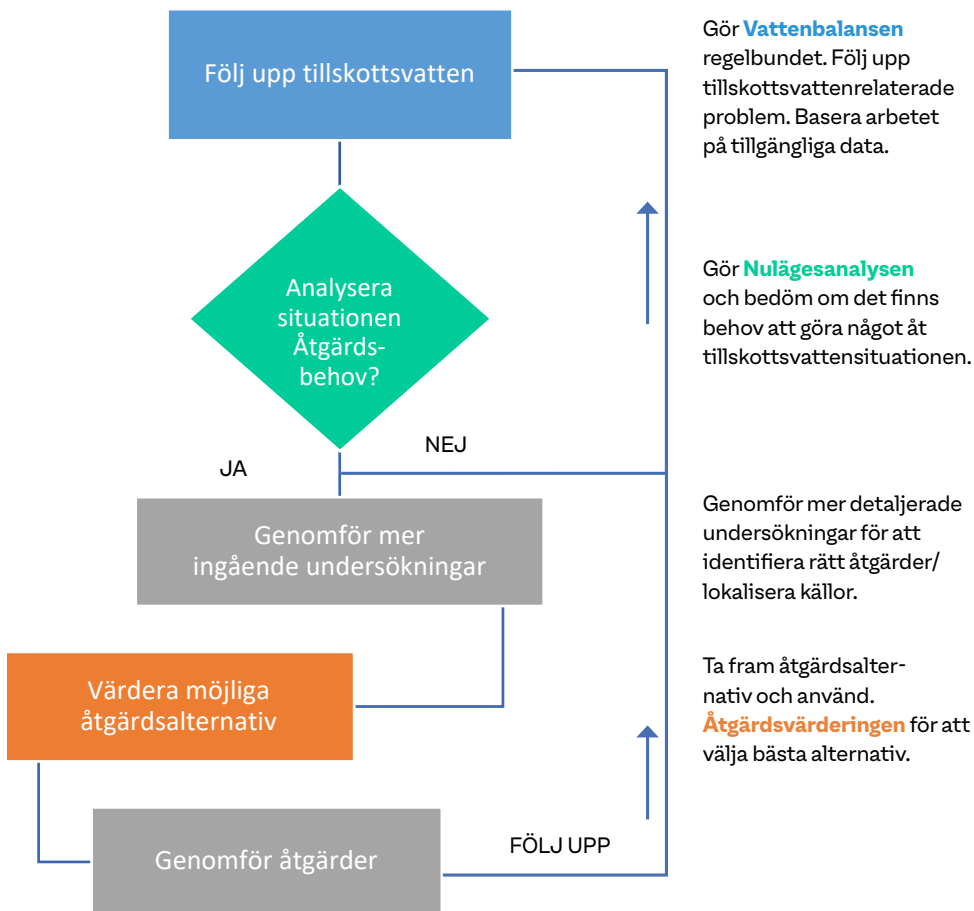 Följ upp tillskottsvatten
Gör Vattenbalansen
regelbundet. Följ upp
tillskottsvattenrelaterade
problem. Basera arbetet
på tillgängliga data.
Analysera
situationen
Åtgärds-
behov?
Gör Nulägesanalysen
och bedöm om det finns
behov att göra något åt
tillskottsvattensituationen.
JA
NEJ
Genomför mer
ingående undersökningar
Genomför mer detaljerade
undersökningar för att
identifiera rätt åtgärder/
lokalisera källor.
Värdera möjliga
åtgärdsalternativ
Ta fram åtgärdsalter-
nativ och använd.
Åtgärdsvärderingen för att
välja bästa alternativ.
Genomför åtgärder
FÖLJ UPP